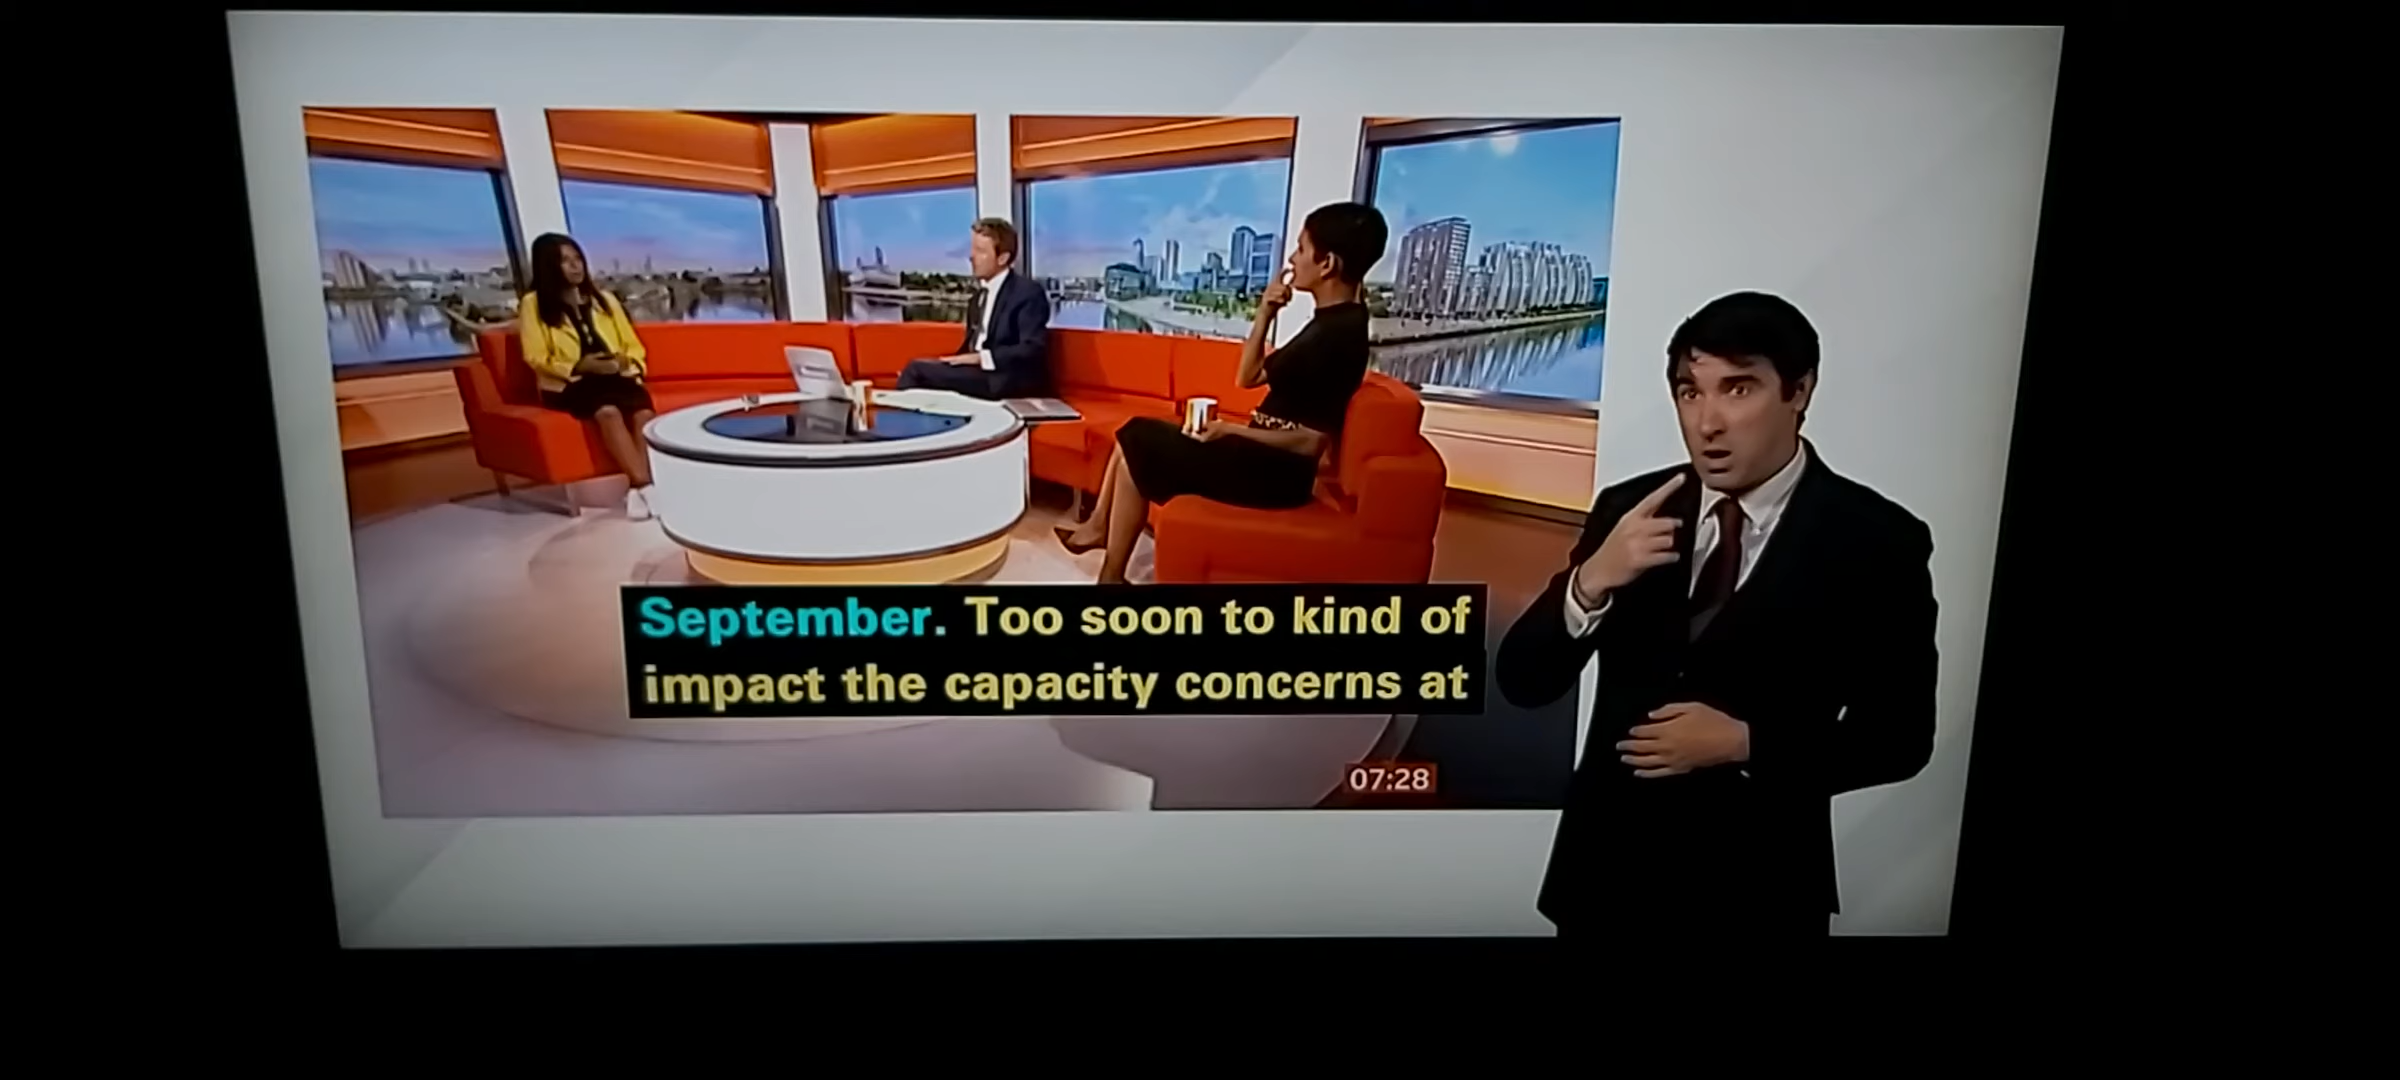 September. Too soon to kind of
impact the capacity concerns at
07:28